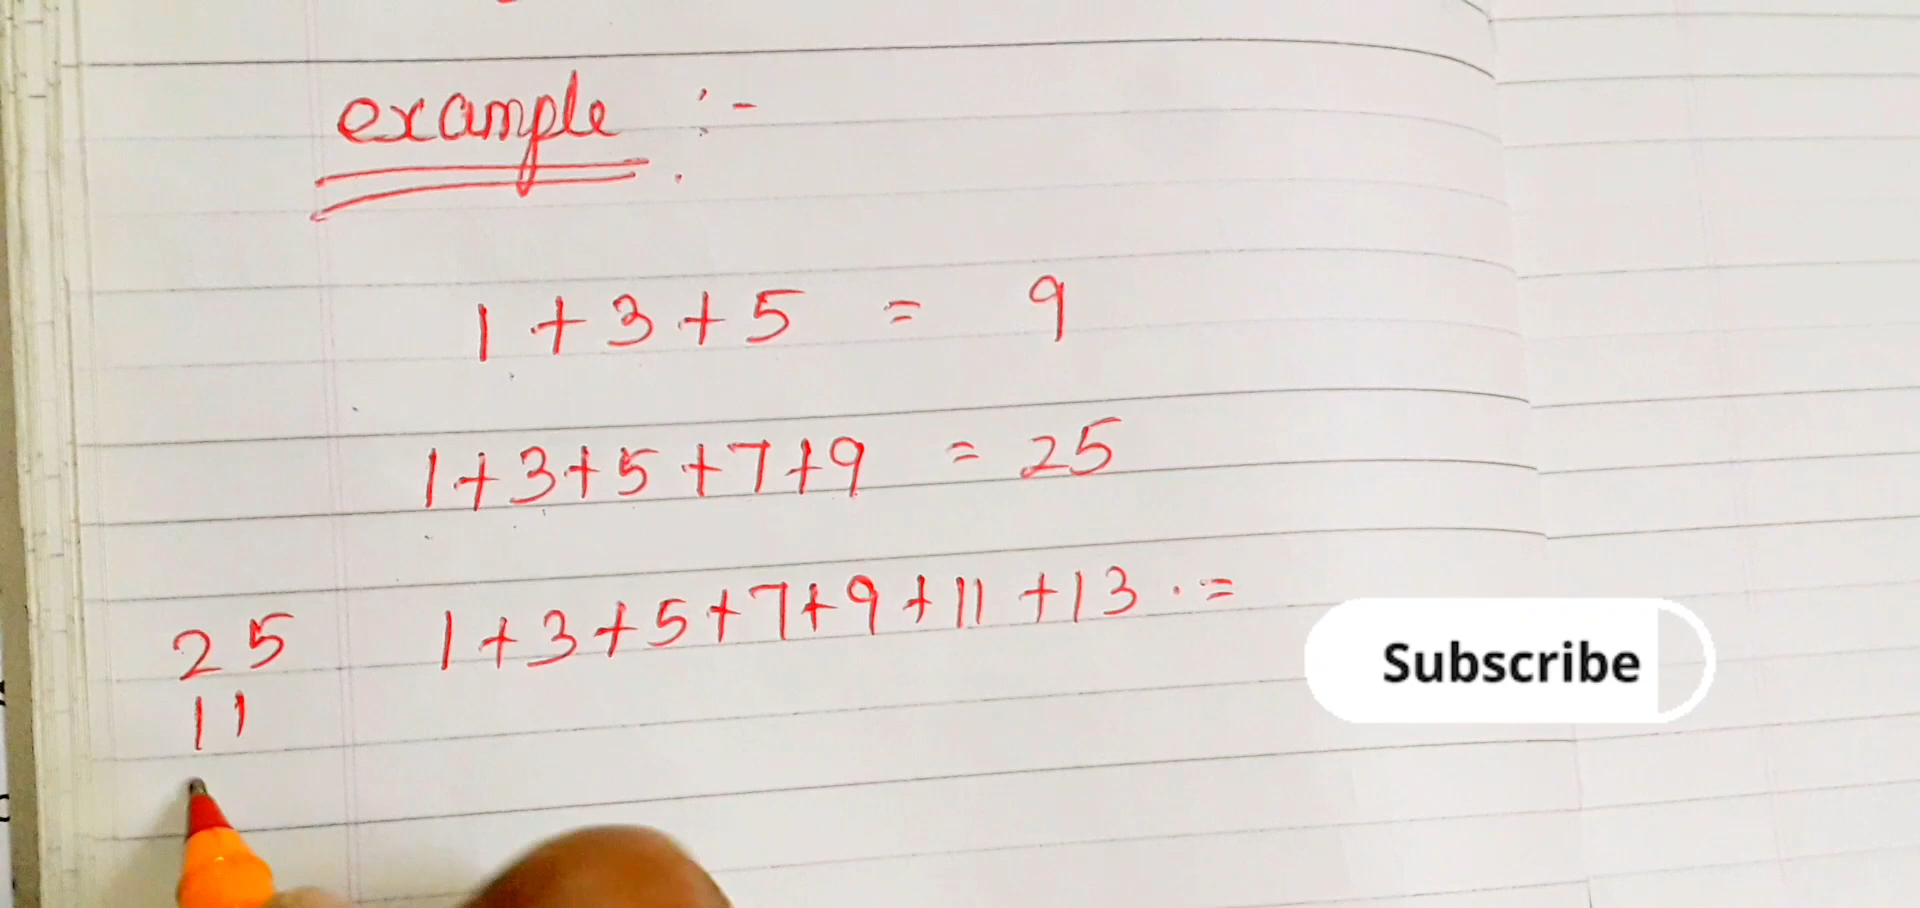 example :-
1 + 3 + 5 = 9
1+3+5+7+9 = 25
25 1+3+5+7+9+11+13 . =
11
Subscribe